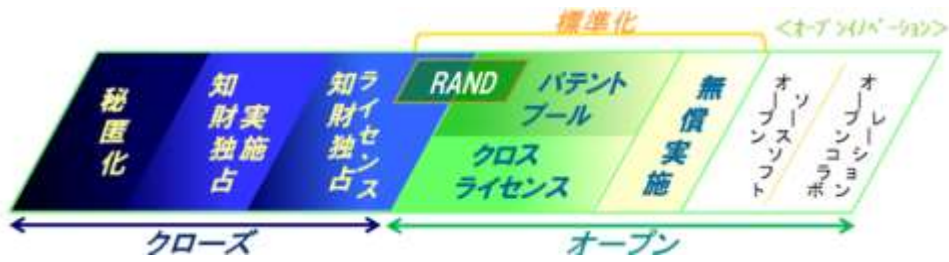 標準化
<オープンイノベーション>
秘匿化
知財独占
実施
知財独占
ライセンス
RAND
パテント
プール
クロス
ライセンス
無償実施
オープン
ソースソフト
オープンコラボ
レーション
クローズ
オープン